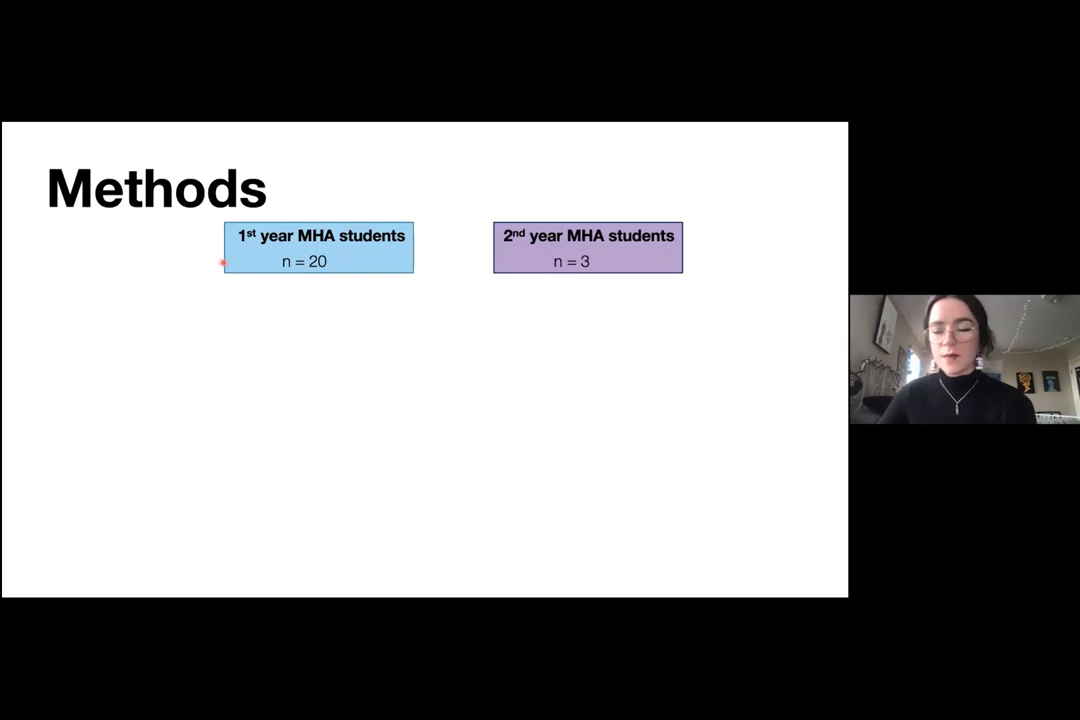 Methods
1st year MHA students
n = 20
2nd year MHA students
n = 3